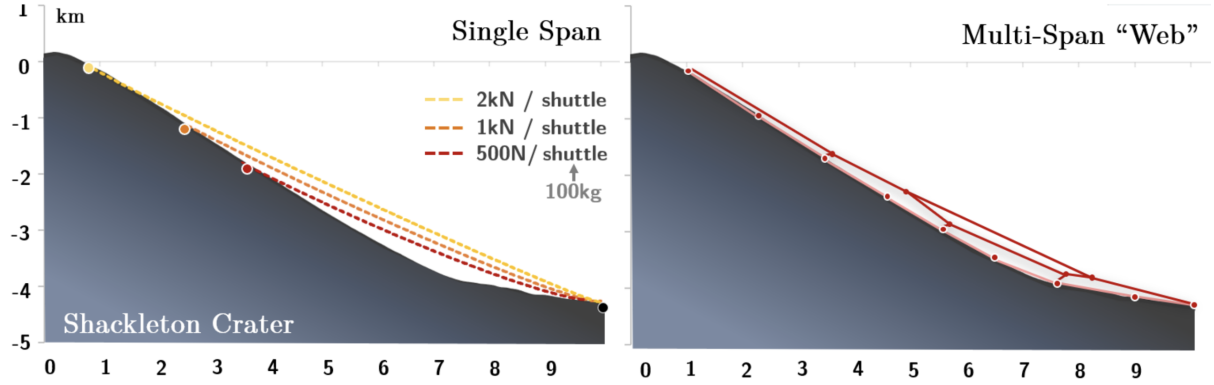 1
km
Single Span
Multi-Span “Web”
0
-1
-2
-3
-4
-5
2kN / shuttle
1kN / shuttle
500N/ shuttle
100kg
Shackleton Crater
0 1 2 3 4 5 6 7 8 9
0 1 2 3 4 5 6 7 8 9